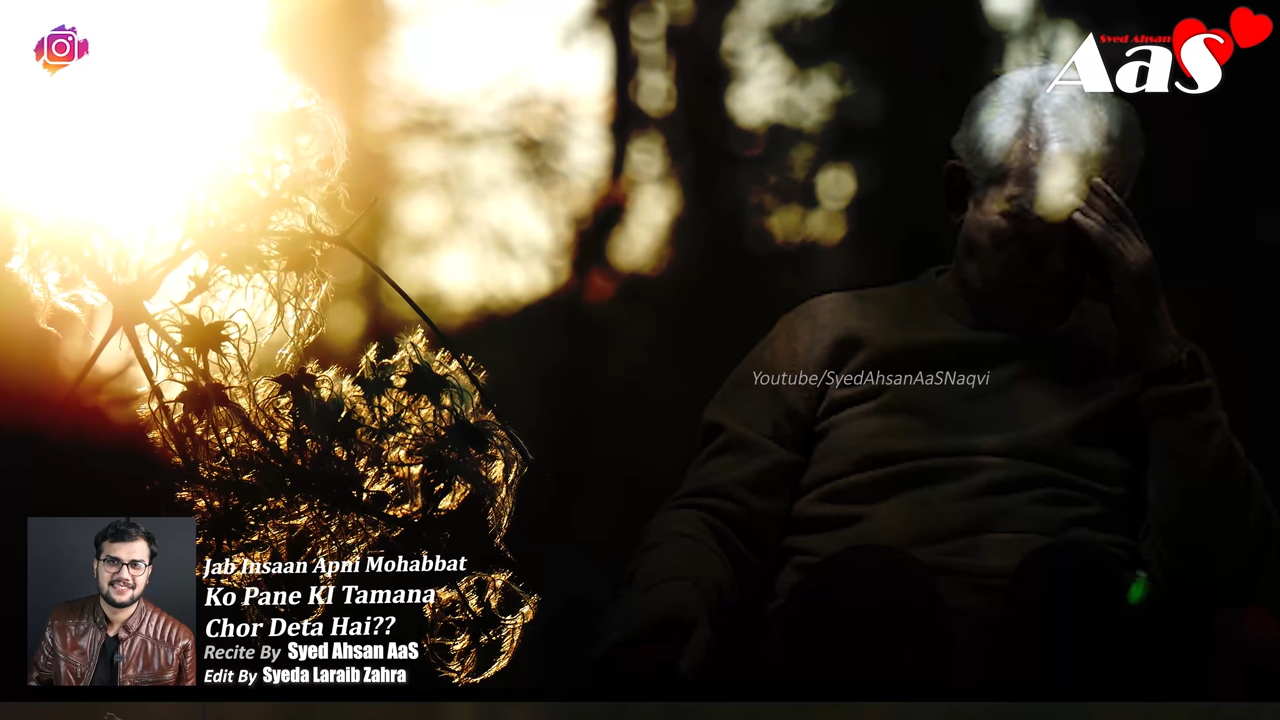 Syed Ahsan
AaS
Youtube/SyedAhsanAaSNaqvi
Jab Insaan Apni Mohabbat
Ko Pane KI Tamana
Chor Deta Hai??
Recite By Syed Ahsan AaS
Edit By Syeda Laraib Zahra